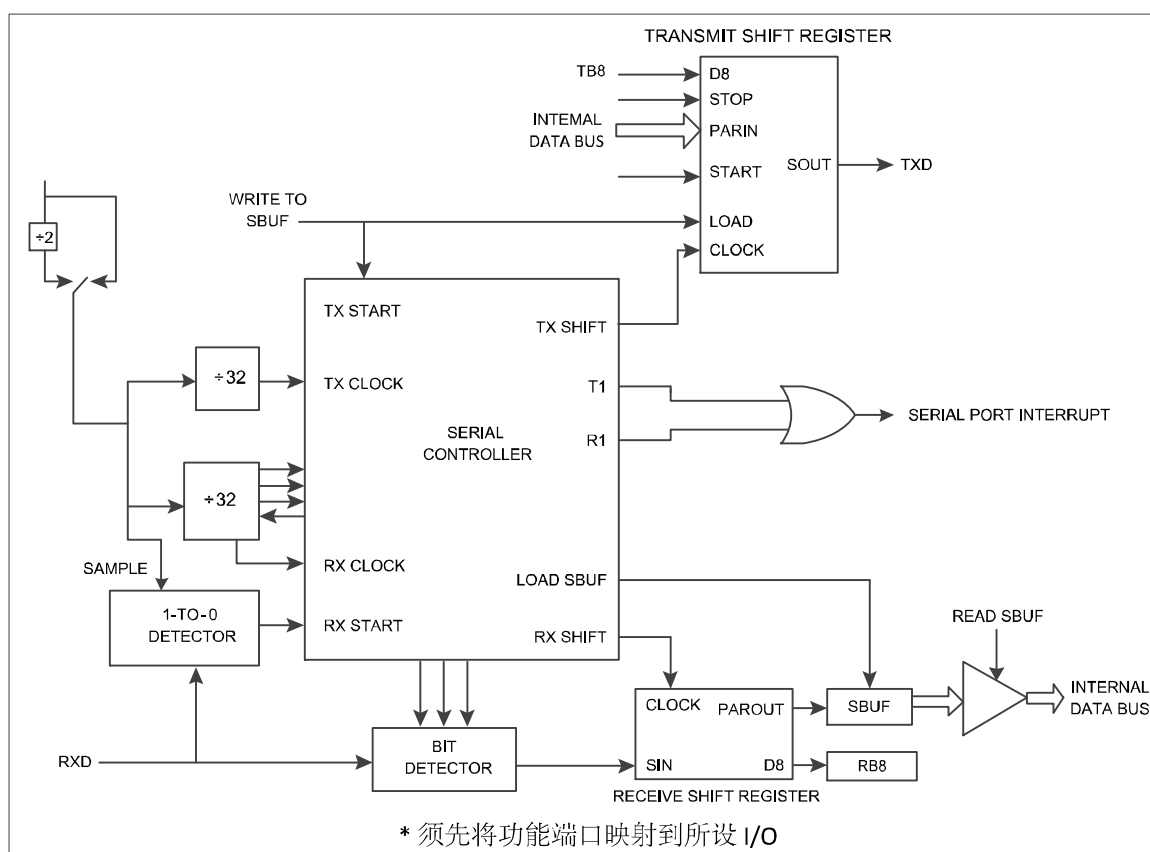 TRANSMIT SHIFT REGISTER
TB8
D8
STOP
INTEMAL
DATA BUS
PARIN
START
SOUT
TXD
WRITE TO
SBUF
LOAD
CLOCK
÷2
TX START
TX SHIFT
÷32
TX CLOCK
T1
SERIAL PORT INTERRUPT
R1
SERIAL
CONTROLLER
÷32
RX CLOCK
SAMPLE
LOAD SBUF
1-TO-0
DETECTOR
RX START
RX SHIFT
READ SBUF
CLOCK
PAROUT
SBUF
INTERNAL
DATA BUS
RXD
BIT
DETECTOR
SIN
D8
RB8
RECEIVE SHIFT REGISTER
* 须先将功能端口映射到所设 I/O